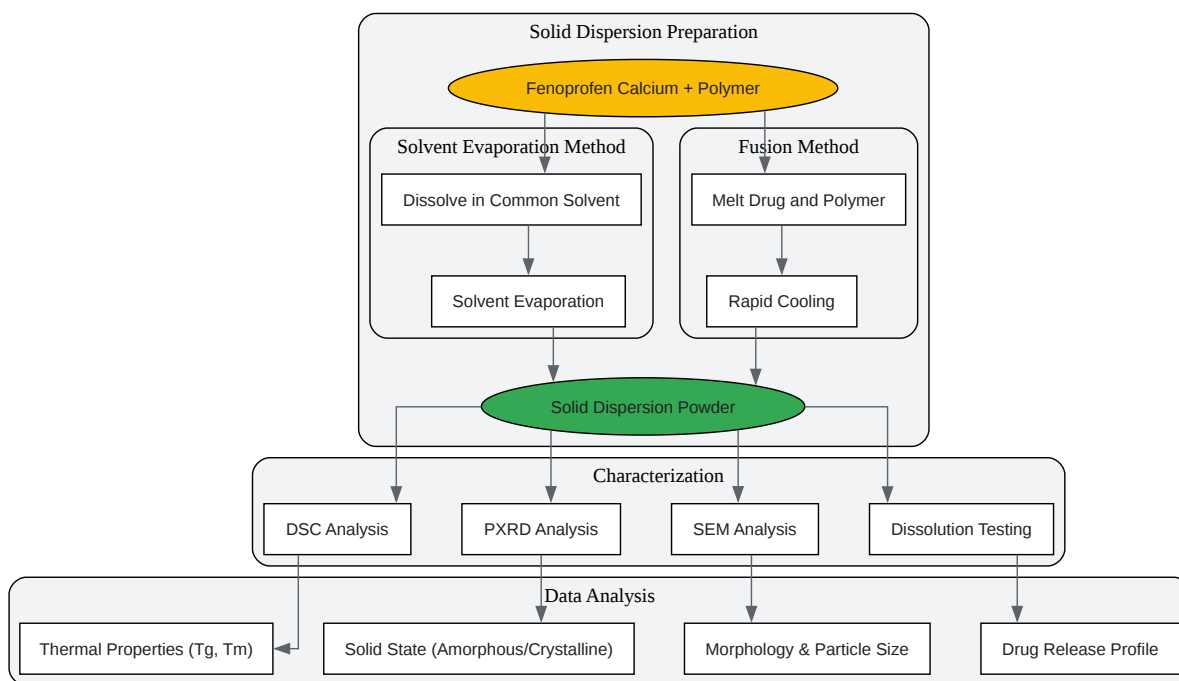 Solid Dispersion Preparation
Fenoprofen Calcium + Polymer
Solvent Evaporation Method
Fusion Method
Dissolve in Common Solvent
Melt Drug and Polymer
Solvent Evaporation
Rapid Cooling
Solid Dispersion Powder
Characterization
DSC Analysis
PXRD Analysis
SEM Analysis
Dissolution Testing
Data Analysis
Thermal Properties (Tg, Tm)
Solid State (Amorphous/Crystalline)
Morphology & Particle Size
Drug Release Profile